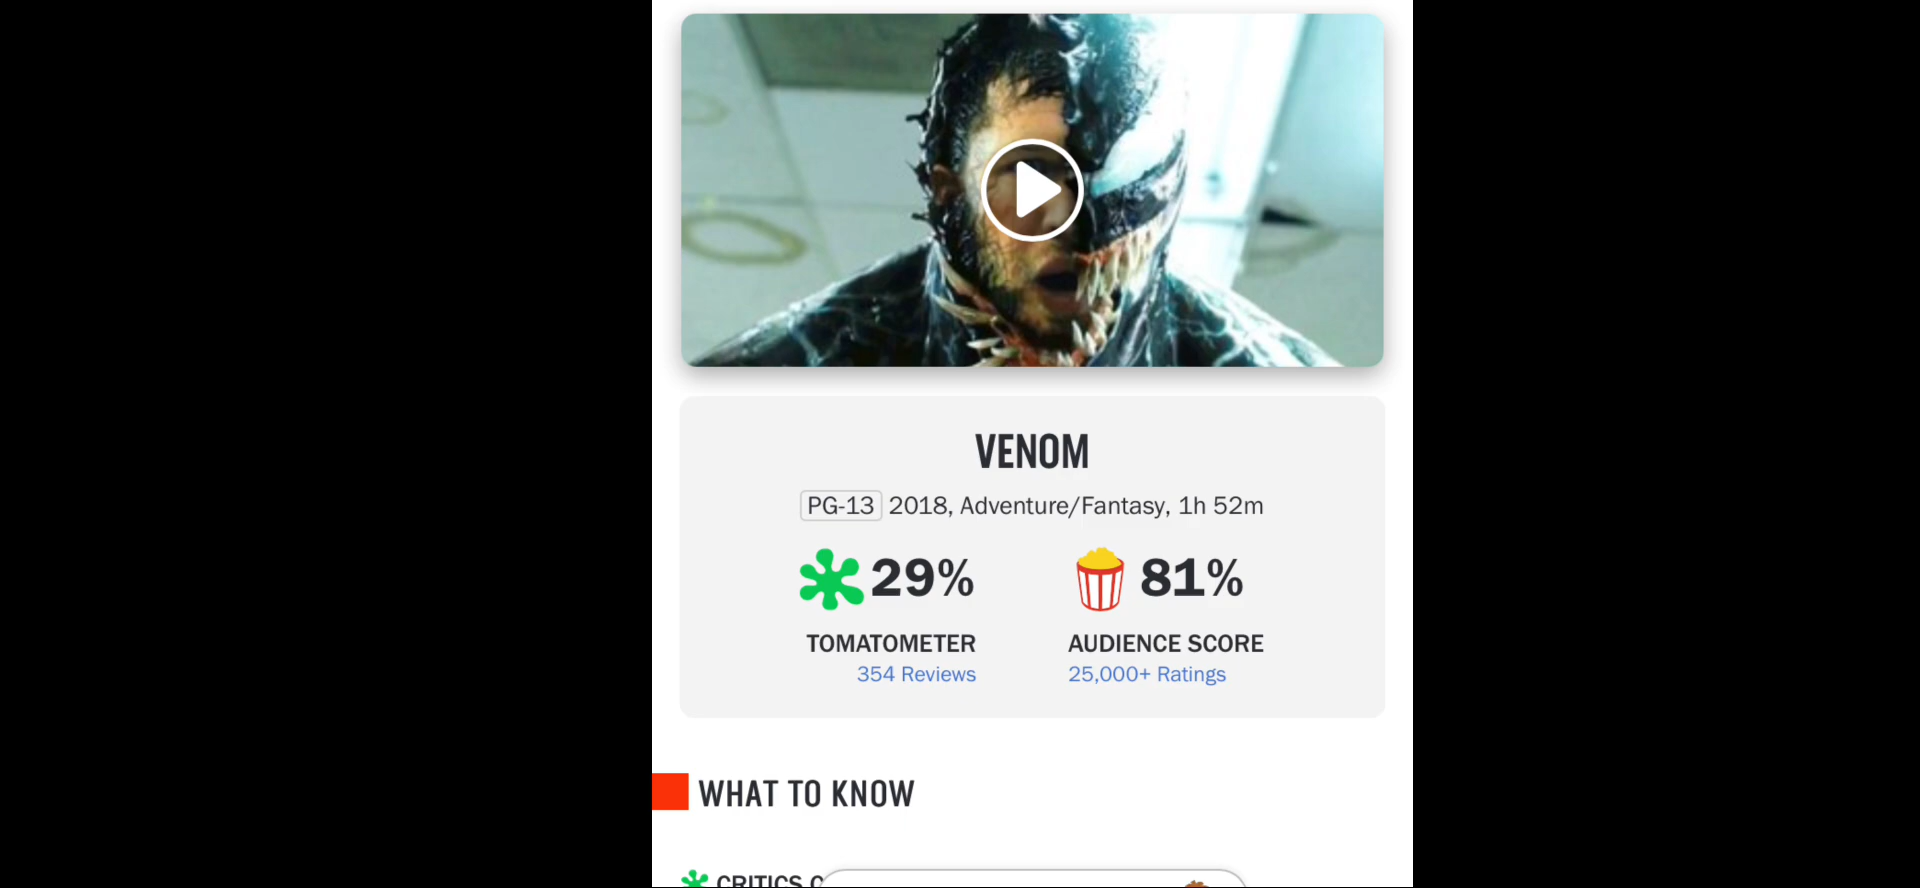 VENOM
PG-13 2018, Adventure/Fantasy, 1h 52m
29% 81%
TOMATOMETER AUDIENCE SCORE
354 Reviews 25,000+ Ratings
WHAT TO KNOW
CRITICS